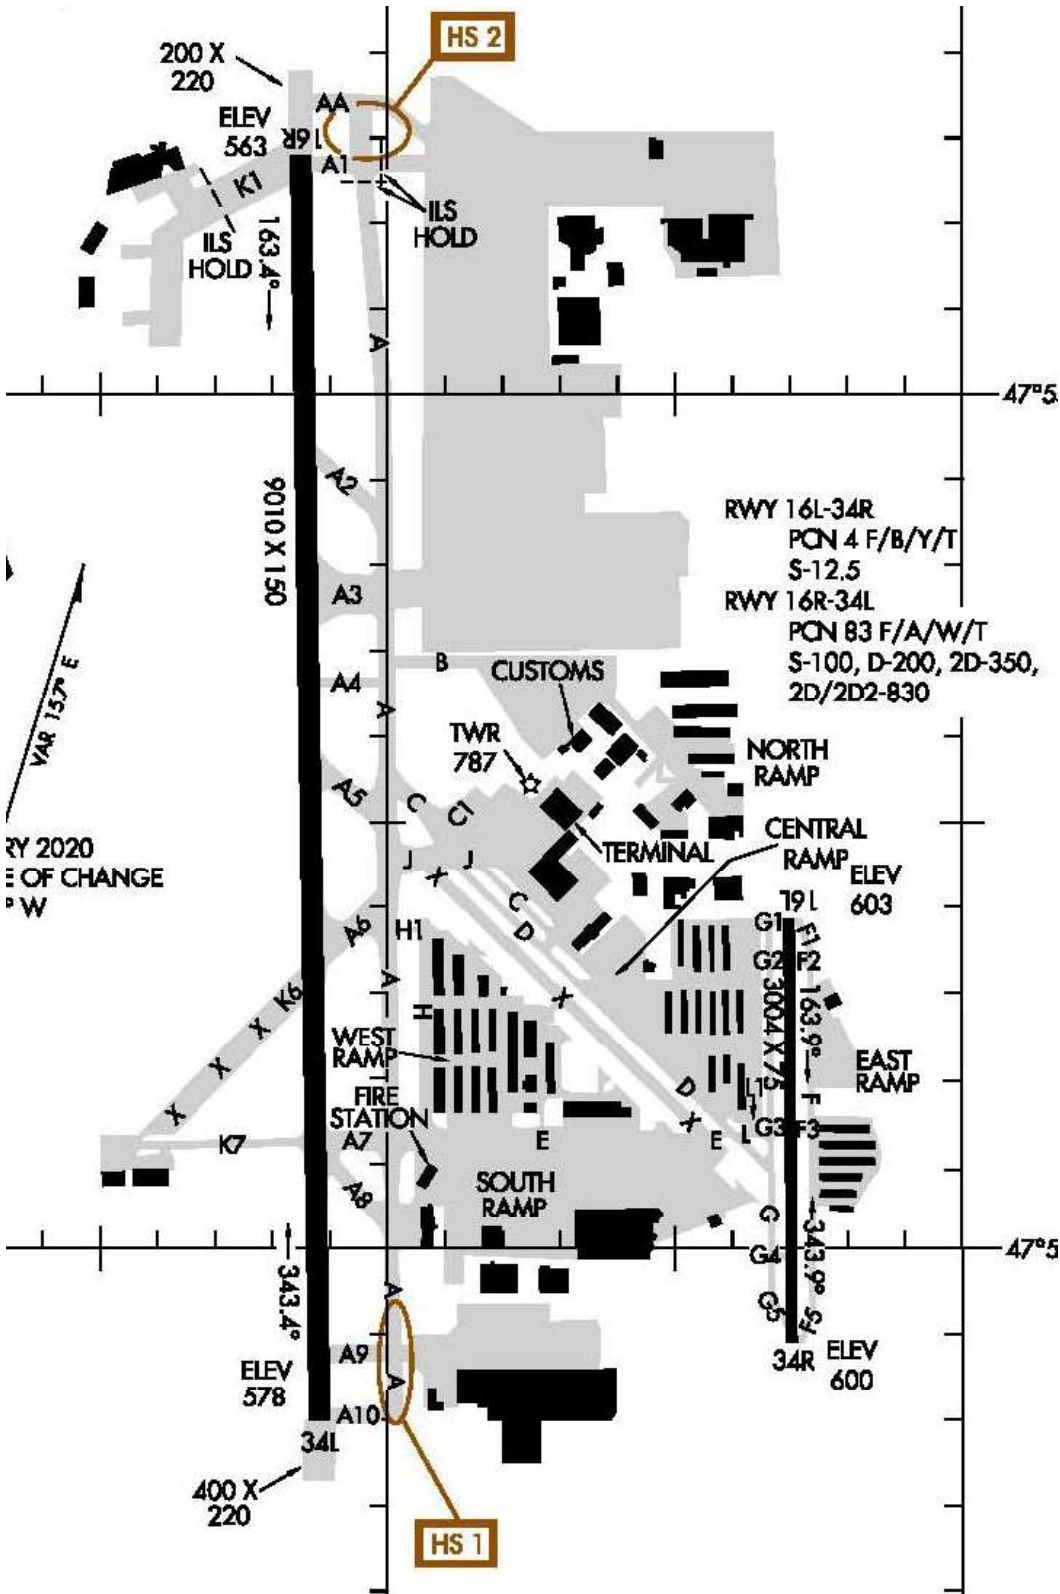 HS 2
200 X
220
AA
ELEV
563
16R
A1
K1
ILS
HOLD
ILS
HOLD
163.4°
A
47°5
A2
9010 X 150
RWY 16L-34R
PCN 4 F/B/Y/T
S-12.5
RWY 16R-34L
PCN 83 F/A/W/T
S-100, D-200, 2D-350,
2D/2D2-830
A3
VAR 15.7° E
B
CUSTOMS
A4
A
TWR
787
NORTH
RAMP
A5
C
C1
CENTRAL
RAMP
TERMINAL
RY 2020
E OF CHANGE
° W
J
J
X
ELEV
603
16L
C
D
A6
H1
G1
F1
G2
F2
A
K6
X
X
X
X
H
3004 X 75
163.9°
WEST
RAMP
EAST
RAMP
FIRE
STATION
D
L1
F
X
K7
A7
E
E
L
G3
F3
A8
SOUTH
RAMP
G
G4
343.9°
47°5
343.4°
A
G5
F5
A9
34R
ELEV
600
ELEV
578
A
A10
34L
400 X
220
HS 1